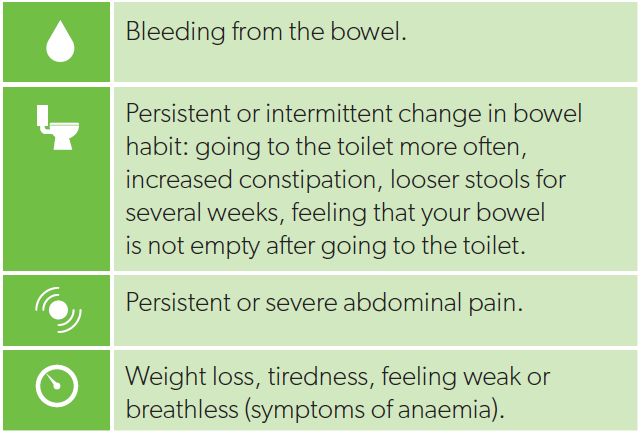 Bleeding from the bowel.
Persistent or intermittent change in bowel
habit: going to the toilet more often,
increased constipation, looser stools for
several weeks, feeling that your bowel
is not empty after going to the toilet.
Persistent or severe abdominal pain.
Weight loss, tiredness, feeling weak or
breathless (symptoms of anaemia).